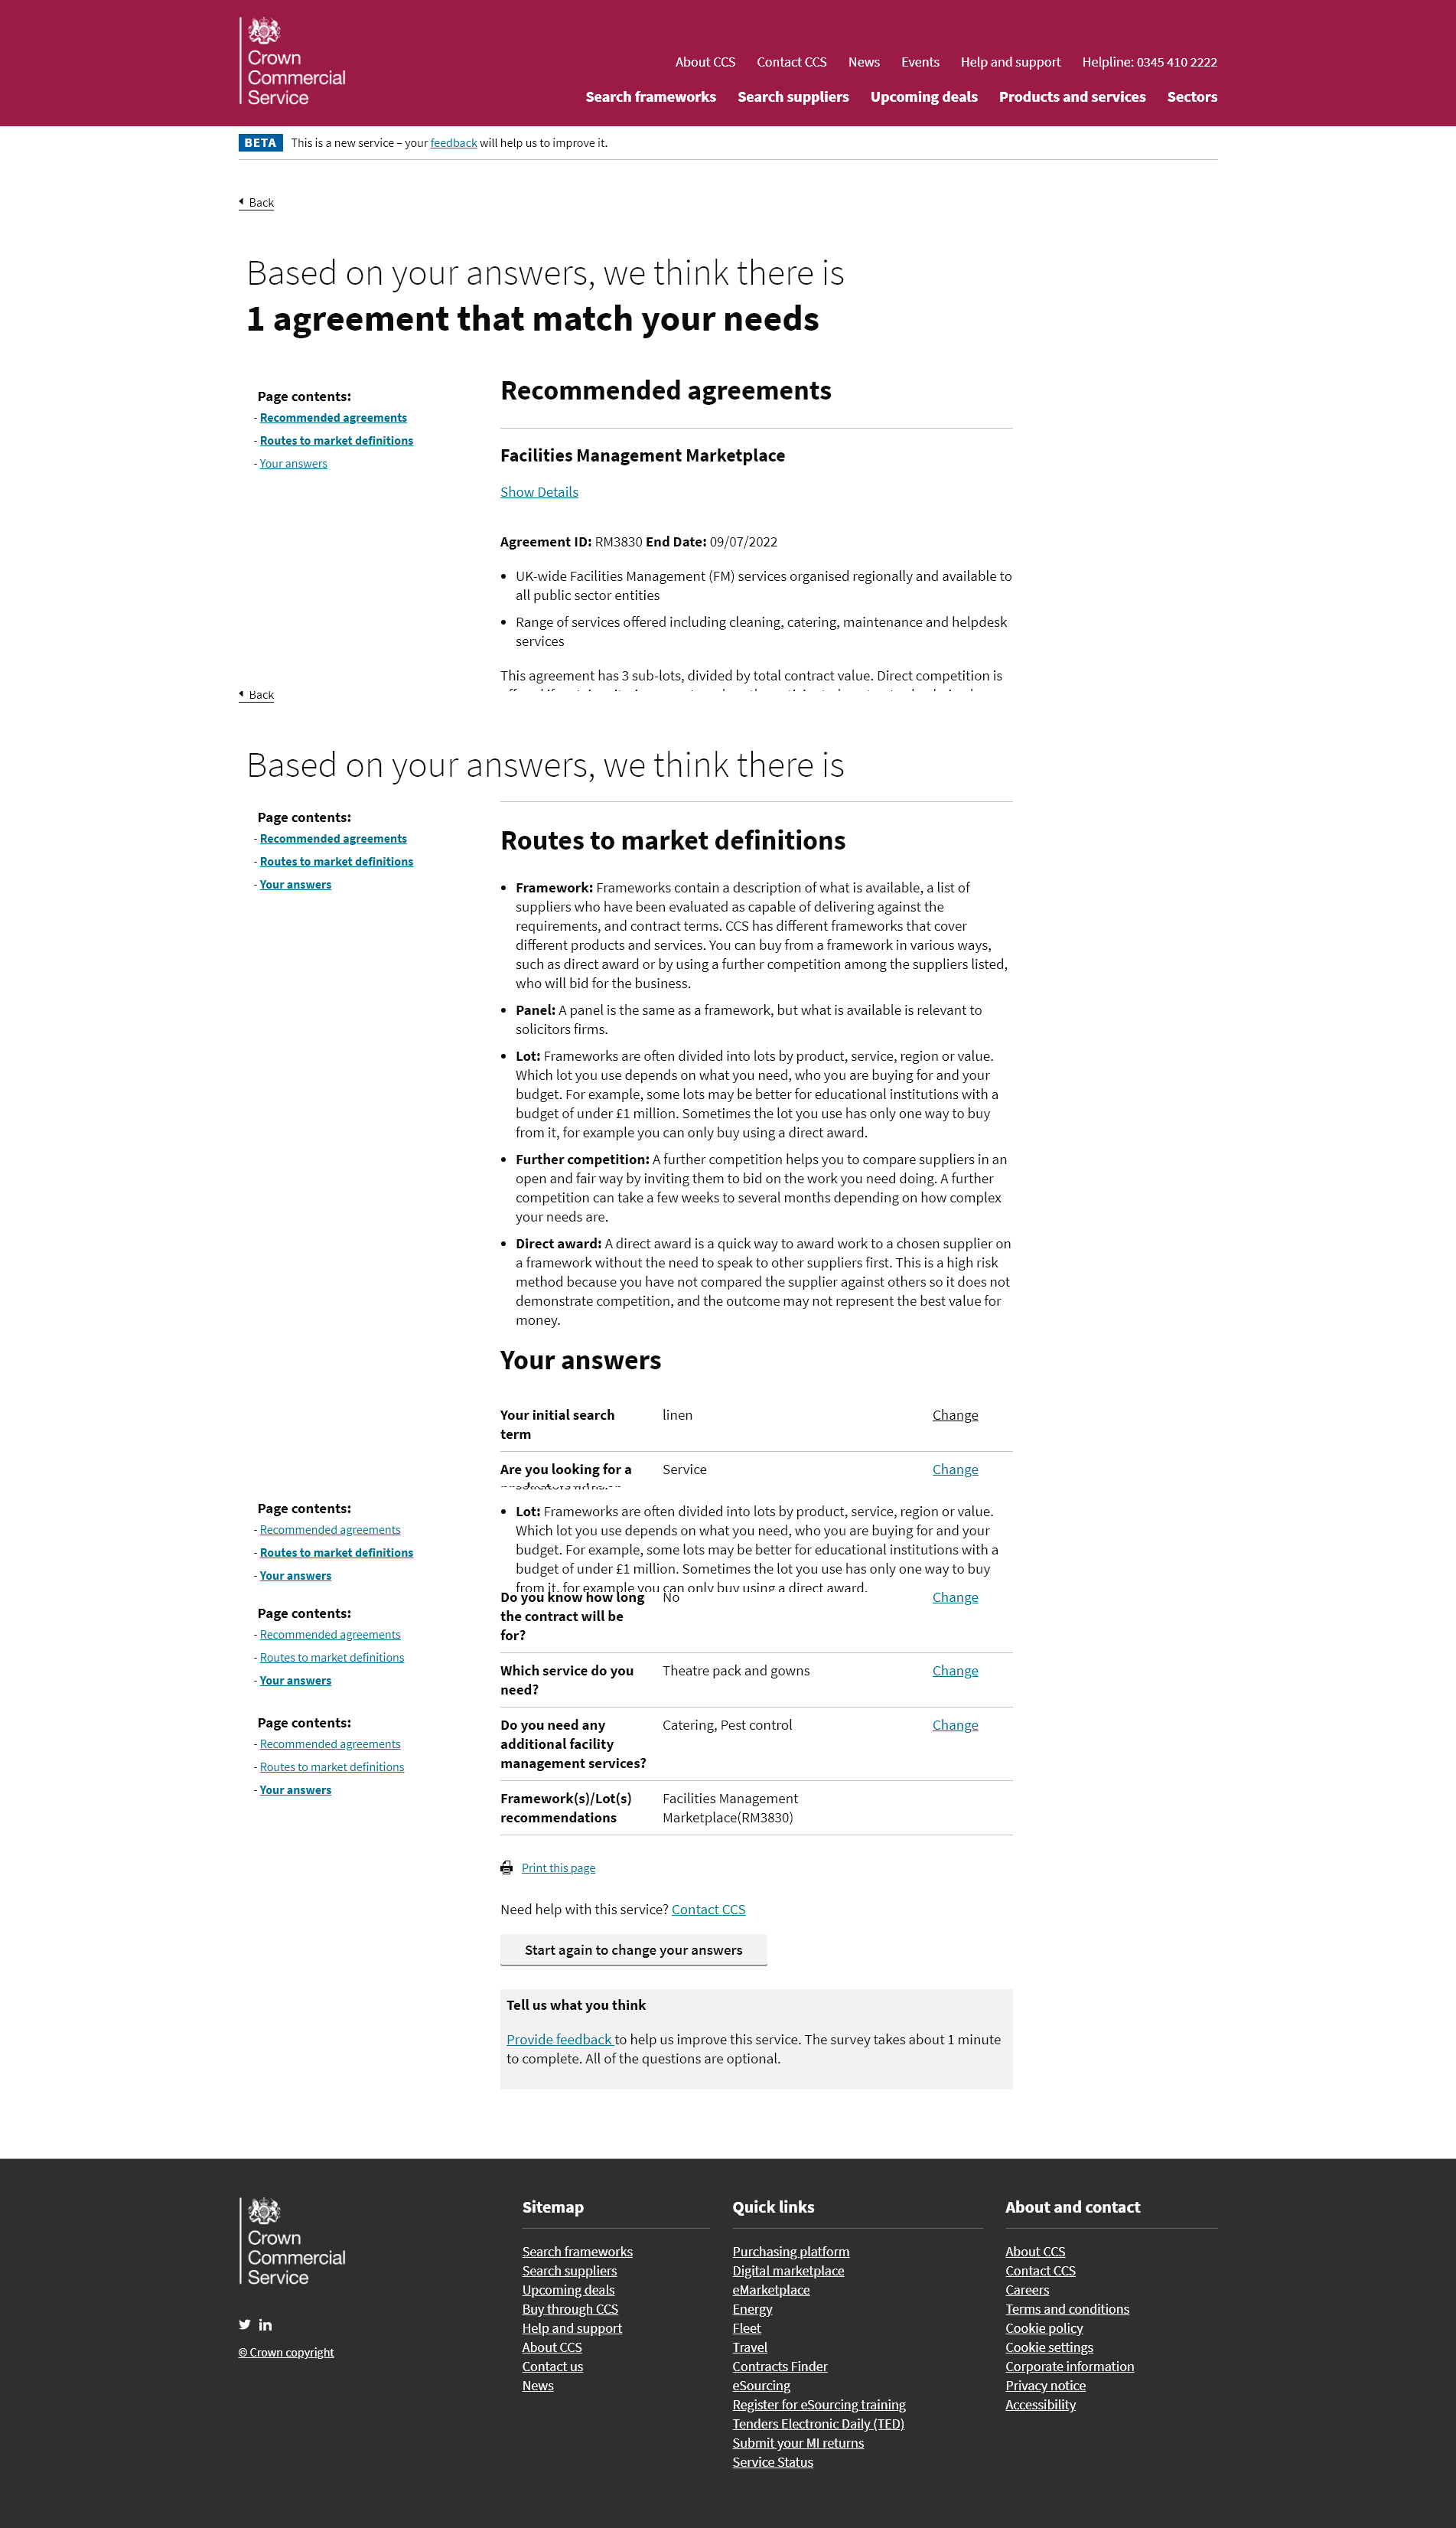 Crown
Commercial
Service
About CCS Contact CCS News Events Help and support Helpline: 0345 410 2222
Search frameworks Search suppliers Upcoming deals Products and services Sectors
BETA This is a new service – your feedback will help us to improve it.
Back
Based on your answers, we think there is
1 agreement that match your needs
Page contents:
- Recommended agreements
- Routes to market definitions
- Your answers
Recommended agreements
Facilities Management Marketplace
Show Details
Agreement ID: RM3830 End Date: 09/07/2022
• UK-wide Facilities Management (FM) services organised regionally and available to
all public sector entities
• Range of services offered including cleaning, catering, maintenance and helpdesk
services
This agreement has 3 sub-lots, divided by total contract value. Direct competition is
Back
Based on your answers, we think there is
Page contents:
- Recommended agreements
- Routes to market definitions
- Your answers
Routes to market definitions
• Framework: Frameworks contain a description of what is available, a list of
suppliers who have been evaluated as capable of delivering against the
requirements, and contract terms. CCS has different frameworks that cover
different products and services. You can buy from a framework in various ways,
such as direct award or by using a further competition among the suppliers listed,
who will bid for the business.
• Panel: A panel is the same as a framework, but what is available is relevant to
solicitors firms.
• Lot: Frameworks are often divided into lots by product, service, region or value.
Which lot you use depends on what you need, who you are buying for and your
budget. For example, some lots may be better for educational institutions with a
budget of under £1 million. Sometimes the lot you use has only one way to buy
from it, for example you can only buy using a direct award.
• Further competition: A further competition helps you to compare suppliers in an
open and fair way by inviting them to bid on the work you need doing. A further
competition can take a few weeks to several months depending on how complex
your needs are.
• Direct award: A direct award is a quick way to award work to a chosen supplier on
a framework without the need to speak to other suppliers first. This is a high risk
method because you have not compared the supplier against others so it does not
demonstrate competition, and the outcome may not represent the best value for
money.
Your answers
Your initial search linen Change
term
Are you looking for a Service Change
Page contents:
- Recommended agreements
- Routes to market definitions
- Your answers
• Lot: Frameworks are often divided into lots by product, service, region or value.
Which lot you use depends on what you need, who you are buying for and your
budget. For example, some lots may be better for educational institutions with a
budget of under £1 million. Sometimes the lot you use has only one way to buy
from it, for example you can only buy using a direct award.
Do you know how long No Change
the contract will be
for?
Page contents:
- Recommended agreements
- Routes to market definitions
- Your answers
Which service do you Theatre pack and gowns Change
need?
Do you need any Catering, Pest control Change
additional facility
management services?
Page contents:
- Recommended agreements
- Routes to market definitions
- Your answers
Framework(s)/Lot(s) Facilities Management
recommendations Marketplace(RM3830)
Print this page
Need help with this service? Contact CCS
Start again to change your answers
Tell us what you think
Provide feedback to help us improve this service. The survey takes about 1 minute
to complete. All of the questions are optional.
Crown
Commercial
Service
© Crown copyright
Sitemap
Search frameworks
Search suppliers
Upcoming deals
Buy through CCS
Help and support
About CCS
Contact us
News
Quick links
Purchasing platform
Digital marketplace
eMarketplace
Energy
Fleet
Travel
Contracts Finder
eSourcing
Register for eSourcing training
Tenders Electronic Daily (TED)
Submit your MI returns
Service Status
About and contact
About CCS
Contact CCS
Careers
Terms and conditions
Cookie policy
Cookie settings
Corporate information
Privacy notice
Accessibility